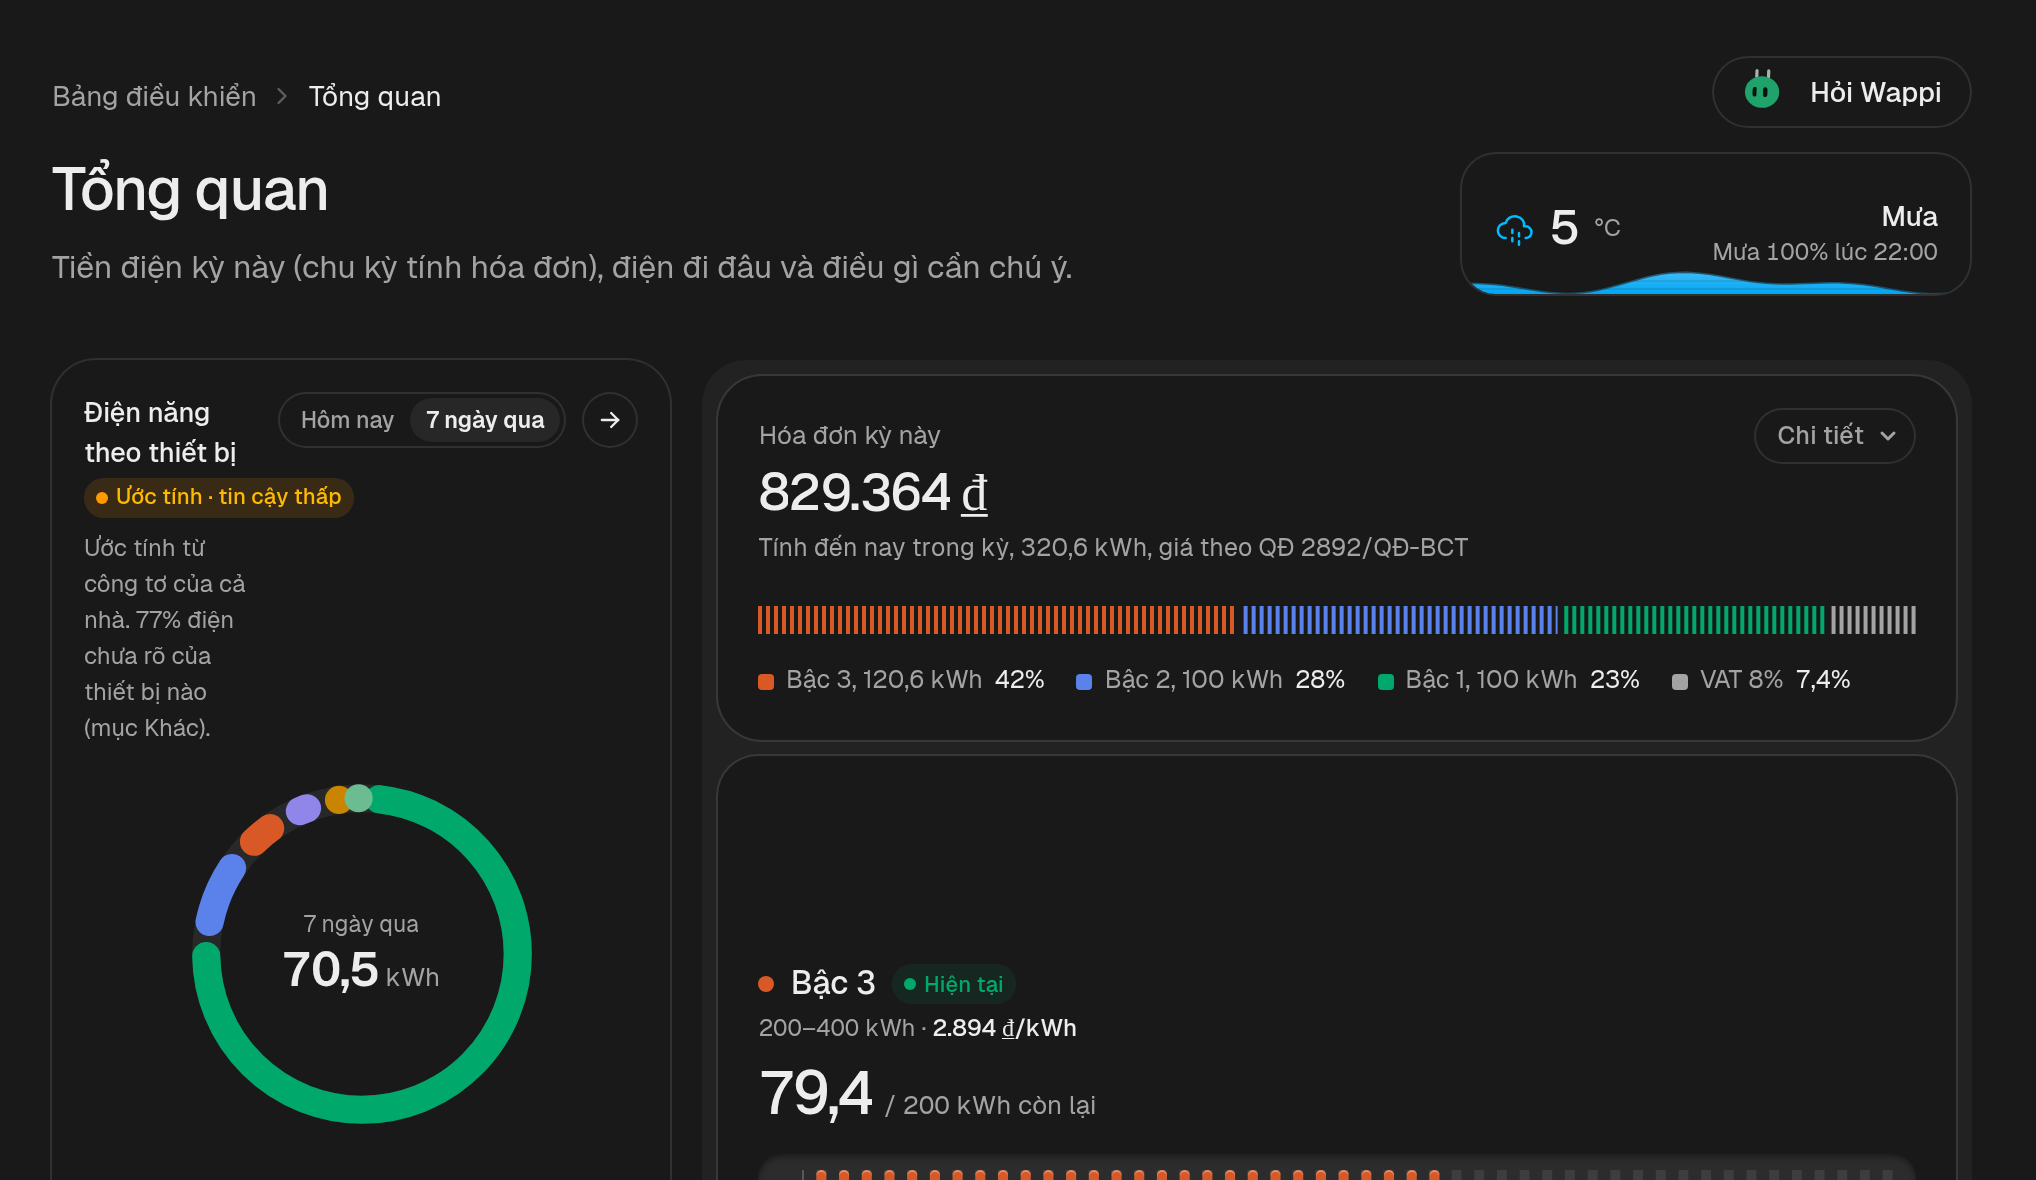 Bảng điều khiển > Tổng quan
Hỏi Wappi
Tổng quan
Tiền điện kỳ này (chu kỳ tính hóa đơn), điện đi đâu và điều gì cần chú ý.
5 °C
Mưa
Mưa 100% lúc 22:00
Điện năng
theo thiết bị
Hôm nay
7 ngày qua
Ước tính · tin cậy thấp
Ước tính từ
công tơ của cả
nhà. 77% điện
chưa rõ của
thiết bị nào
(mục Khác).
7 ngày qua
70,5 kWh
Hóa đơn kỳ này
Chi tiết
829.364 ₫
Tính đến nay trong kỳ, 320,6 kWh, giá theo QĐ 2892/QĐ-BCT
Bậc 3, 120,6 kWh 42% Bậc 2, 100 kWh 28% Bậc 1, 100 kWh 23% VAT 8% 7,4%
Bậc 3 Hiện tại
200–400 kWh · 2.894 ₫/kWh
79,4 / 200 kWh còn lại